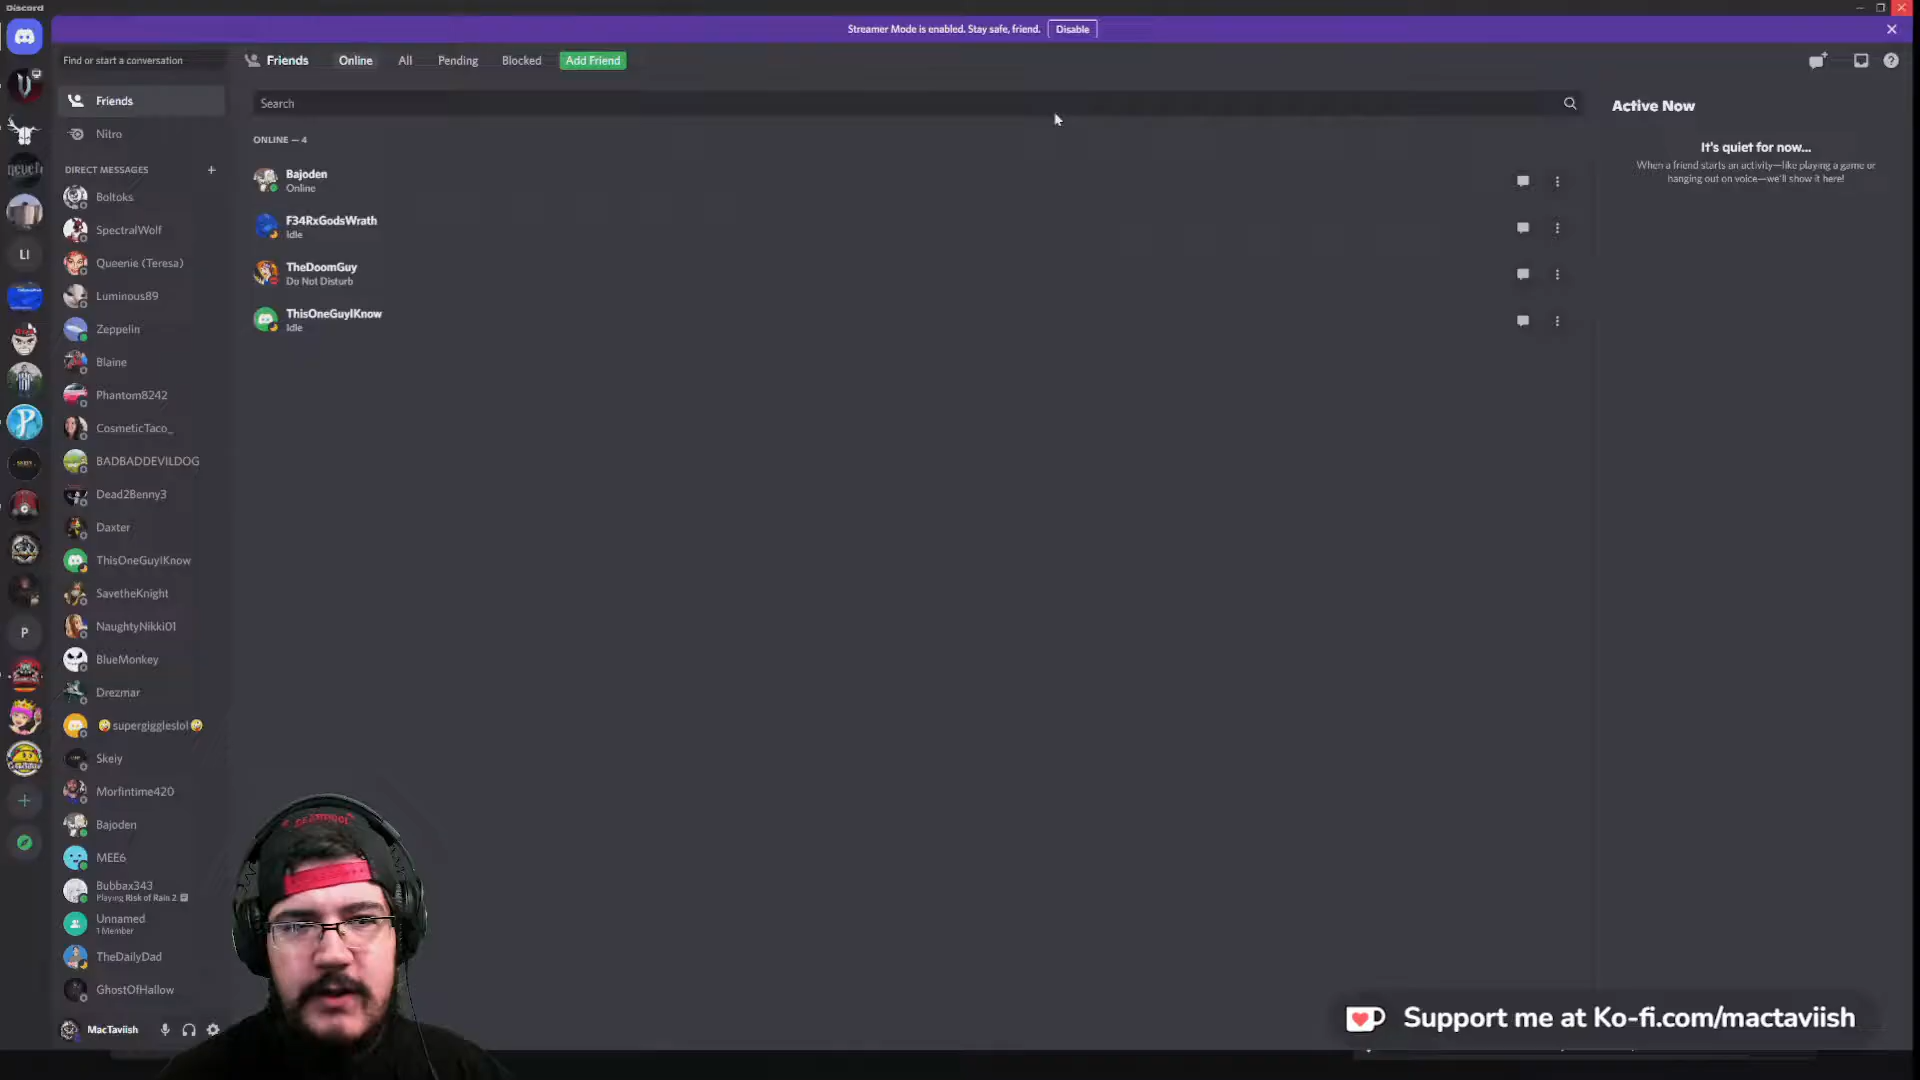 Discord
Streamer Mode is enabled. Stay safe, friend.
Disable
Find or start a conversation
Friends
Online
All
Pending
Blocked
Add Friend
Friends
Nitro
DIRECT MESSAGES
Boltoks
SpectralWolf
Queenie (Teresa)
Luminous89
Zeppelin
Blaine
Phantom8242
CosmeticTaco_
BADBADDEVILDOG
Dead2Benny3
Daxter
ThisOneGuyIKnow
SavetheKnight
NaughtyNikki01
BlueMonkey
Drezmar
🤪supergiggleslol🤪
Skeiy
Morfintime420
Bajoden
MEE6
Bubbax343
Playing Risk of Rain 2
Unnamed
1 Member
TheDailyDad
GhostOfHallow
MacTaviish
LI
P
Search
ONLINE — 4
Bajoden
Online
F34RxGodsWrath
Idle
TheDoomGuy
Do Not Disturb
ThisOneGuyIKnow
Idle
Active Now
It's quiet for now...
When a friend starts an activity—like playing a game or
hanging out on voice—we'll show it here!
DEADPOOL
Support me at Ko-fi.com/mactaviish